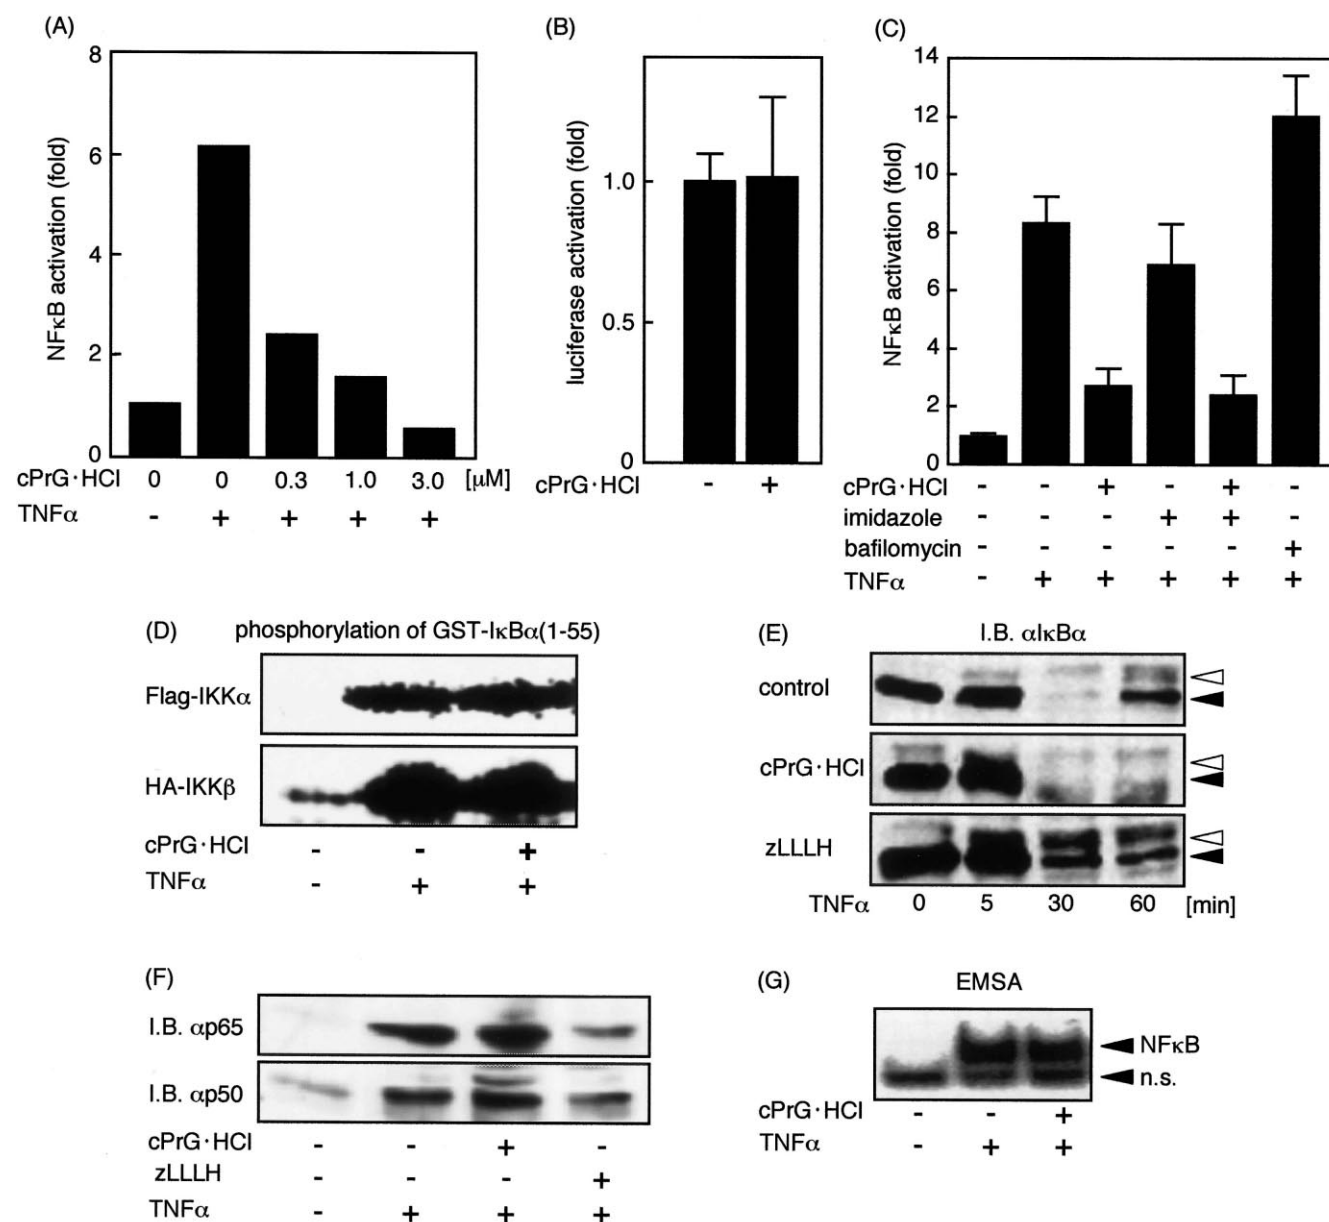 (A)
NFκB activation (fold)
8
6
4
2
0
cPrG·HCl 0 0 0.3 1.0 3.0 [μM]
TNFα - + + + +
(B)
luciferase activation (fold)
1.0
0.5
0
cPrG·HCl - +
(C)
NFκB activation (fold)
14
12
10
8
6
4
2
0
cPrG·HCl - - + - + -
imidazole - - - + + -
bafilomycin - - - - - +
TNFα - + + + + +
(D) phosphorylation of GST-IκBα(1-55)
Flag-IKKα
HA-IKKβ
cPrG·HCl - - +
TNFα - + +
(E) I.B. αIκBα
control
cPrG·HCl
zLLLH
TNFα 0 5 30 60 [min]
(F)
I.B. αp65
I.B. αp50
cPrG·HCl - - + -
zLLLH - - - +
TNFα - + + +
(G) EMSA
NFκB
n.s.
cPrG·HCl - - +
TNFα - + +